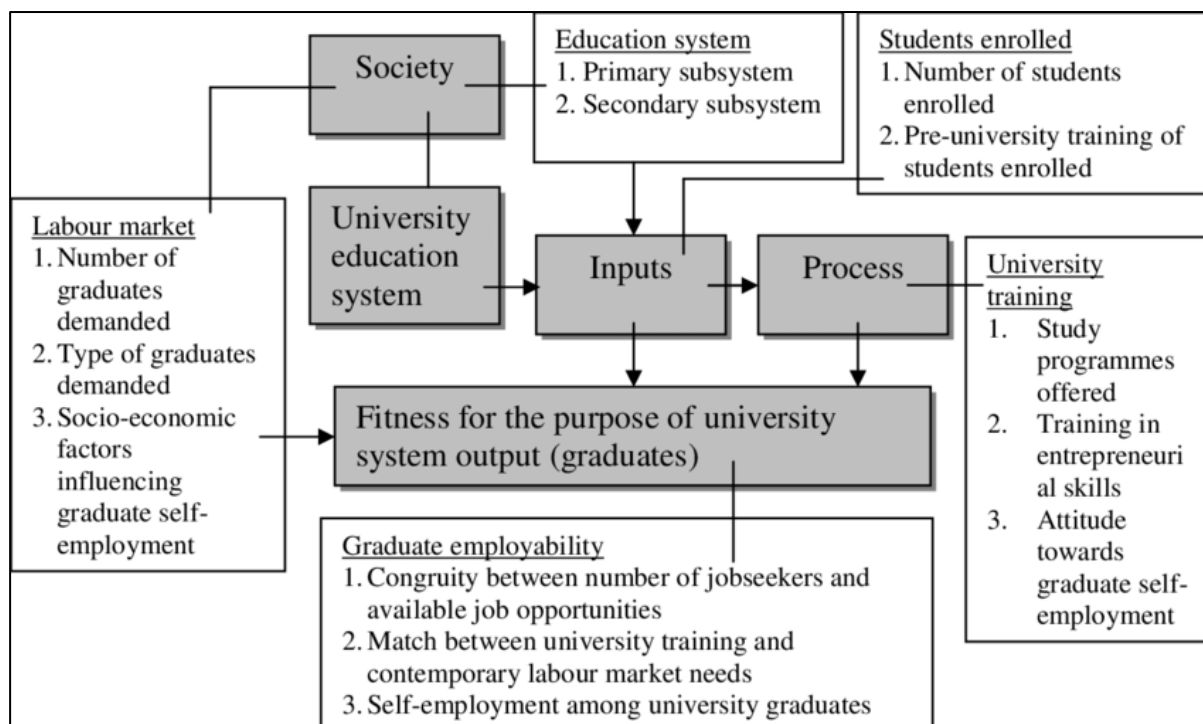 Society
Education system
1. Primary subsystem
2. Secondary subsystem
Students enrolled
1. Number of students
enrolled
2. Pre-university training of
students enrolled
Labour market
1. Number of
graduates
demanded
2. Type of graduates
demanded
3. Socio-economic
factors
influencing
graduate self-
employment
University
education
system
Inputs
Process
University
training
1. Study
programmes
offered
2. Training in
entrepreneuri
al skills
3. Attitude
towards
graduate self-
employment
Fitness for the purpose of university
system output (graduates)
Graduate employability
1. Congruity between number of jobseekers and
available job opportunities
2. Match between university training and
contemporary labour market needs
3. Self-employment among university graduates